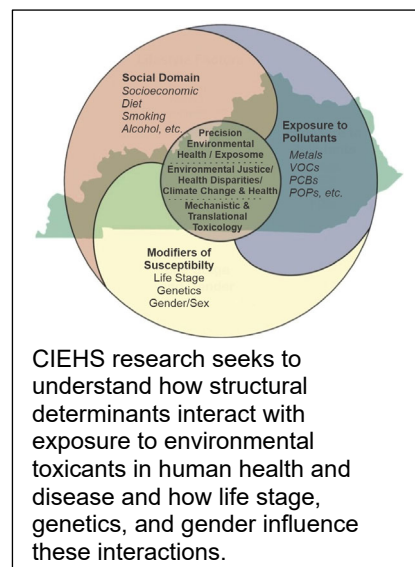 Social Domain
Socioeconomic
Diet
Smoking
Alcohol, etc.
Precision
Environmental
Health / Exposome
Environmental Justice/
Health Disparities/
Climate Change & Health
Mechanistic &
Translational
Toxicology
Exposure to
Pollutants
Metals
VOCs
PCBs
POPs, etc.
Modifiers of
Susceptibilty
Life Stage
Genetics
Gender/Sex
CIEHS research seeks to
understand how structural
determinants interact with
exposure to environmental
toxicants in human health and
disease and how life stage,
genetics, and gender influence
these interactions.